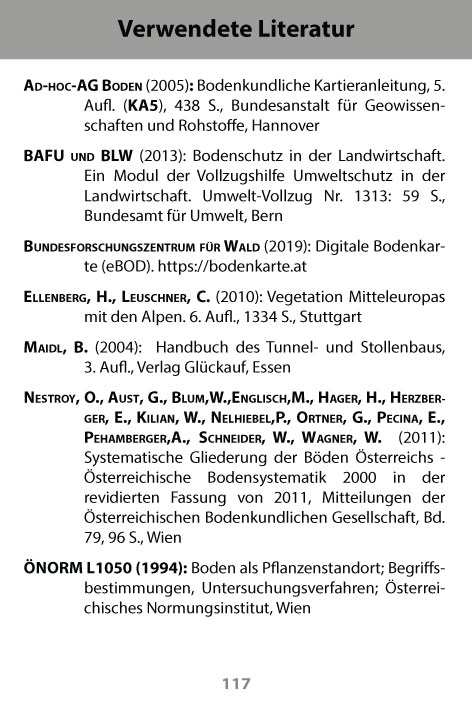 Verwendete Literatur
Ad-hoc-AG Boden (2005): Bodenkundliche Kartieranleitung, 5.
Aufl. (KA5), 438 S., Bundesanstalt für Geowissen-
schaften und Rohstoffe, Hannover
BAFU und BLW (2013): Bodenschutz in der Landwirtschaft.
Ein Modul der Vollzugshilfe Umweltschutz in der
Landwirtschaft. Umwelt-Vollzug Nr. 1313: 59 S.,
Bundesamt für Umwelt, Bern
Bundesforschungszentrum für Wald (2019): Digitale Bodenkar-
te (eBOD). https://bodenkarte.at
Ellenberg, H., Leuschner, C. (2010): Vegetation Mitteleuropas
mit den Alpen. 6. Aufl., 1334 S., Stuttgart
Maidl, B. (2004): Handbuch des Tunnel- und Stollenbaus,
3. Aufl., Verlag Glückauf, Essen
Nestroy, O., Aust, G., Blum,W.,Englisch,M., Hager, H., Herzber-
ger, E., Kilian, W., Nelhiebel,P., Ortner, G., Pecina, E.,
Pehamberger,A., Schneider, W., Wagner, W. (2011):
Systematische Gliederung der Böden Österreichs -
Österreichische Bodensystematik 2000 in der
revidierten Fassung von 2011, Mitteilungen der
Österreichischen Bodenkundlichen Gesellschaft, Bd.
79, 96 S., Wien
ÖNORM L1050 (1994): Boden als Pflanzenstandort; Begriffs-
bestimmungen, Untersuchungsverfahren; Österrei-
chisches Normungsinstitut, Wien
117